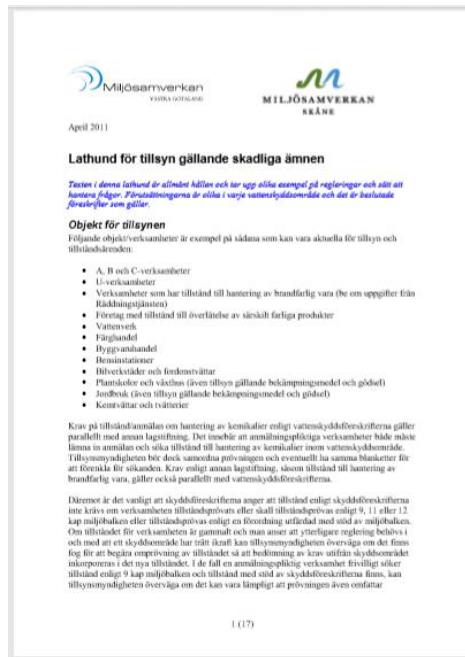 Miljösamverkan
VÄSTRA GÖTALAND
MILJÖSAMVERKAN
SKÅNE
April 2011
Lathund för tillsyn gällande skadliga ämnen
Texten i denna lathund är allmänt hållen och tar upp olika exempel på regleringar och sätt att
hantera frågor. Förutsättningarna är olika i varje vattenskyddsområde och det är beslutade
föreskrifter som gäller.
Objekt för tillsynen
Följande objekt/verksamheter är exempel på sådana som kan vara aktuella för tillsyn och
tillståndsärenden:
• A, B och C-verksamheter
• U-verksamheter
• Verksamheter som har tillstånd till hantering av brandfarlig vara (be om uppgifter från
Räddningstjänsten)
• Företag med tillstånd till överlåtelse av särskilt farliga produkter
• Vattenverk
• Färghandel
• Byggvaruhandel
• Bensinstationer
• Bilverkstäder och fordonstvättar
• Plantskolor och växthus (även tillsyn gällande bekämpningsmedel och gödsel)
• Jordbruk (även tillsyn gällande bekämpningsmedel och gödsel)
• Kemtvättar och tvätterier
Krav på tillstånd/anmälan om hantering av kemikalier enligt vattenskyddsföreskrifterna gäller
parallellt med annan lagstiftning. Det innebär att anmälningspliktiga verksamheter både måste
lämna in anmälan och söka tillstånd till hantering av kemikalier inom vattenskyddsområde.
Tillsynsmyndigheten bör dock samordna prövningen och eventuellt ha samma blanketter för
att förenkla för sökanden. Krav enligt annan lagstiftning, såsom tillstånd till hantering av
brandfarlig vara, gäller också parallellt med vattenskyddsföreskrifterna.
Däremot är det vanligt att skyddsföreskrifterna anger att tillstånd enligt skyddsföreskrifterna
inte krävs om verksamheten tillståndsprövats eller skall tillståndsprövas enligt 9, 11 eller 12
kap miljöbalken eller tillståndsprövas enligt en förordning utfärdad med stöd av miljöbalken.
Om tillståndet för verksamheten är gammalt och man anser att ytterligare reglering behövs i
och med att ett skyddsområde har trätt ikraft kan tillsynsmyndigheten överväga om det finns
fog för att begära omprövning av tillståndet så att bedömning av krav utifrån skyddsområdet
inkorporeras i det nya tillståndet. I de fall en anmälningspliktig verksamhet frivilligt söker
tillstånd enligt 9 kap miljöbalken och tillstånd med stöd av skyddsföreskrifterna finns, kan
tillsynsmyndigheten överväga om det kan vara lämpligt att prövningen även omfattar
1 (17)